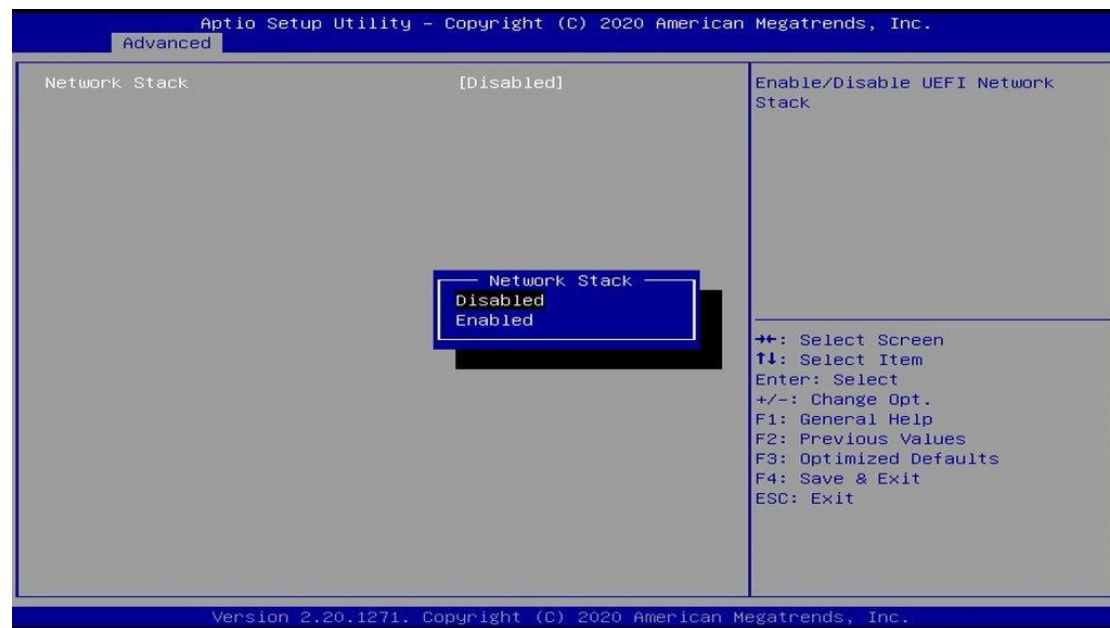 Aptio Setup Utility – Copyright (C) 2020 American Megatrends, Inc.
Advanced
Network Stack [Disabled]
Enable/Disable UEFI Network
Stack
Network Stack
Disabled
Enabled
→←: Select Screen
↑↓: Select Item
Enter: Select
+/-: Change Opt.
F1: General Help
F2: Previous Values
F3: Optimized Defaults
F4: Save & Exit
ESC: Exit
Version 2.20.1271. Copyright (C) 2020 American Megatrends, Inc.